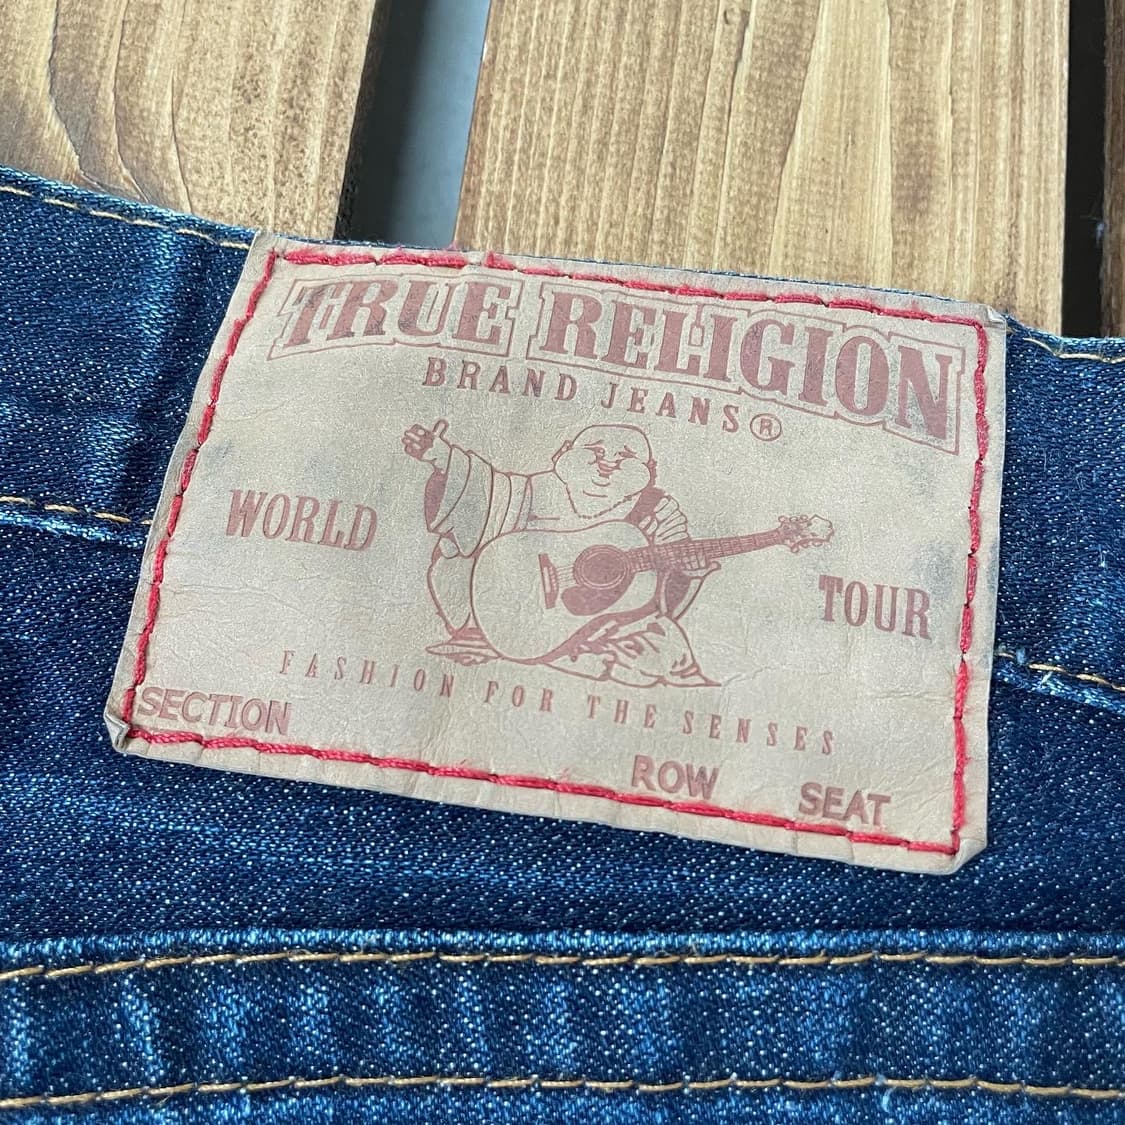 TRUE RELIGION
BRAND JEANS®
WORLD TOUR
FASHION FOR THE SENSES
SECTION ROW SEAT